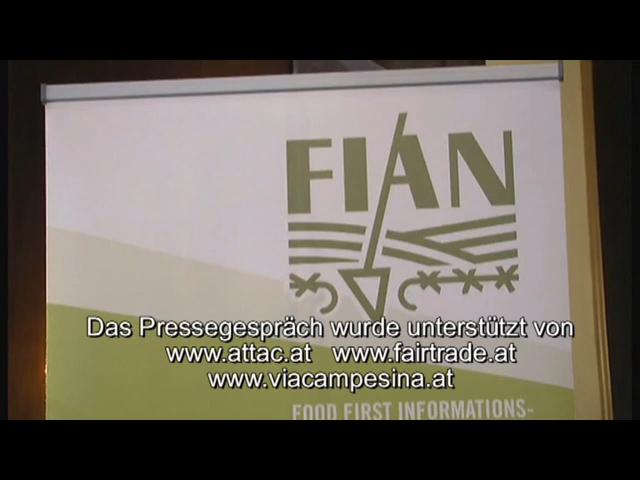 FIAN
Das Pressegespräch wurde unterstützt von
www.attac.at www.fairtrade.at
www.viacampesina.at
FOOD FIRST INFORMATIONS-